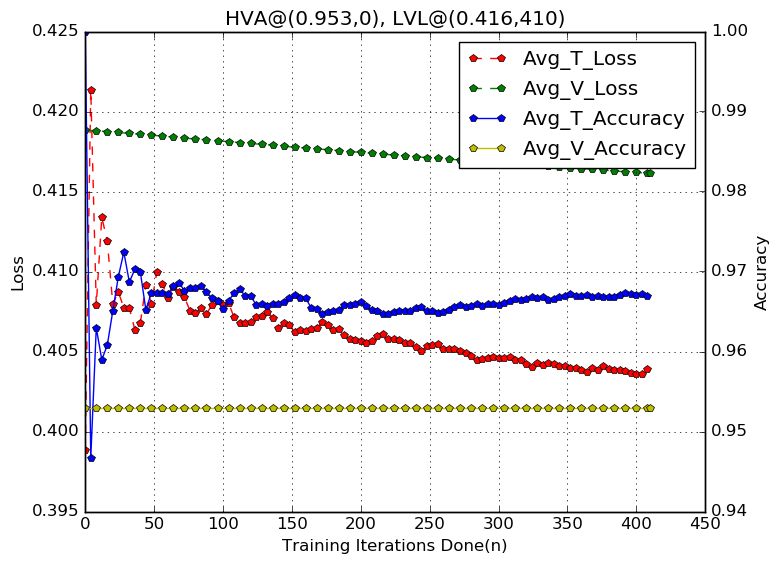 HVA@(0.953,0), LVL@(0.416,410)
Avg_T_Loss
Avg_V_Loss
Avg_T_Accuracy
Avg_V_Accuracy
Loss
0.425
0.420
0.415
0.410
0.405
0.400
0.395
1.00
0.99
0.98
0.97
0.96
0.95
0.94
Accuracy
0 50 100 150 200 250 300 350 400 450
Training Iterations Done(n)